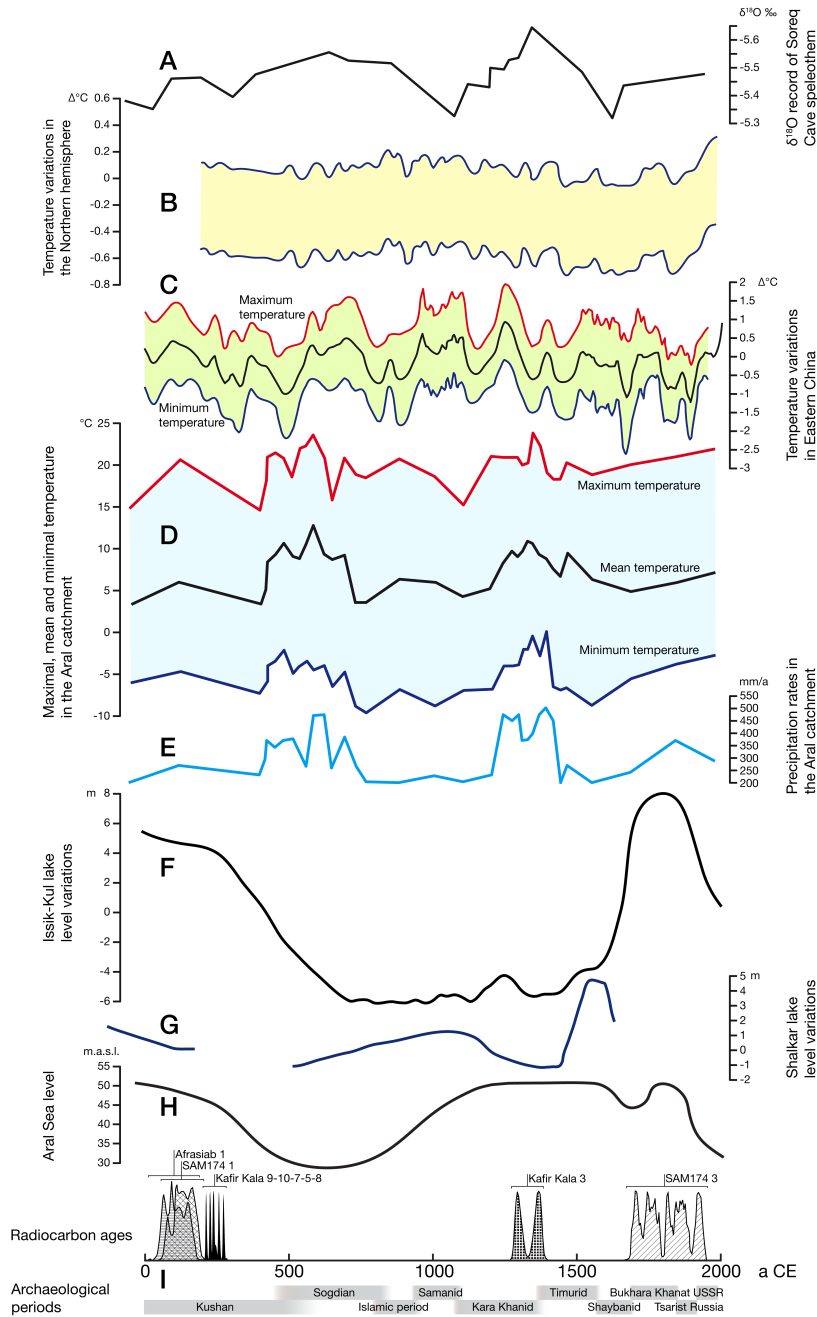 δ¹⁸O ‰
-5.6
-5.5
-5.4
-5.3
δ¹⁸O record of Soreq
Cave speleothem
A
Δ°C 0.6
0.4
0.2
0
-0.2
-0.4
-0.6
-0.8
Temperature variations in
the Northern hemisphere
B
C
Maximum
temperature
Minimum
temperature
2 Δ°C
1.5
1
0.5
0
-0.5
-1
-1.5
-2
-2.5
-3
Temperature variations
in Eastern China
°C 25
20
15
10
5
0
-5
-10
Maximal, mean and minimal temperature
in the Aral catchment
D
Maximum temperature
Mean temperature
Minimum temperature
mm/a
550
500
450
400
350
300
250
200
Precipitation rates in
the Aral catchment
E
m 8
6
4
2
0
-2
-4
-6
Issik-Kul lake
level variations
F
5 m
4
3
2
1
0
-1
-2
Shalkar lake
level variations
G
m.a.s.l.
55
50
45
40
35
30
Aral Sea level
H
Afrasiab 1
SAM174 1
Kafir Kala 9-10-7-5-8
Kafir Kala 3
SAM174 3
Radiocarbon ages
0 500 1000 1500 2000 a CE
I
Archaeological
periods
Sogdian Samanid Timurid Bukhara Khanat USSR
Kushan Islamic period Kara Khanid Shaybanid Tsarist Russia